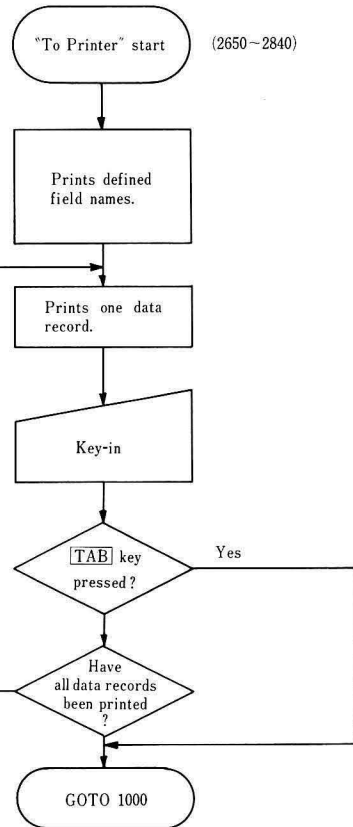 "To Printer" start
(2650~2840)
Prints defined
field names.
Prints one data
record.
Key-in
TAB key
pressed?
Yes
Have
all data records
been printed
?
GOTO 1000